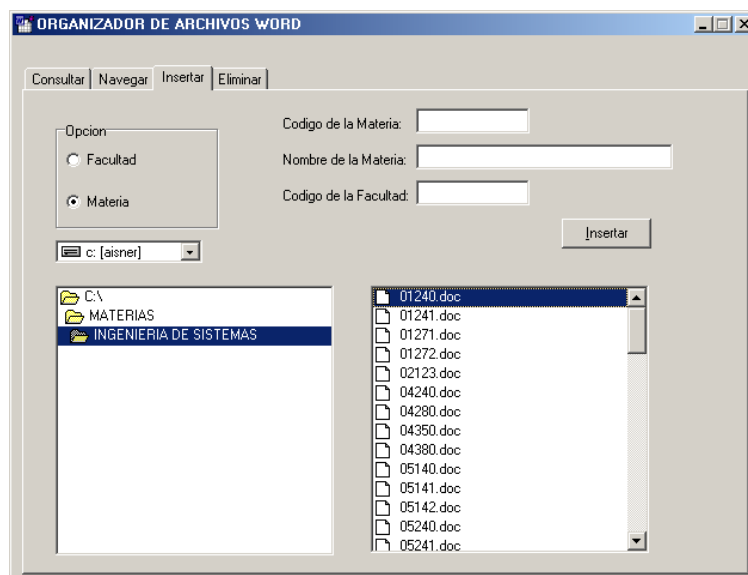 ORGANIZADOR DE ARCHIVOS WORD
Consultar Navegar Insertar Eliminar
Opcion
Facultad
Materia
Codigo de la Materia:
Nombre de la Materia:
Codigo de la Facultad:
Insertar
c: [aisner]
C:\
MATERIAS
INGENIERIA DE SISTEMAS
01240.doc
01241.doc
01271.doc
01272.doc
02123.doc
04240.doc
04280.doc
04350.doc
04380.doc
05140.doc
05141.doc
05142.doc
05240.doc
05241.doc